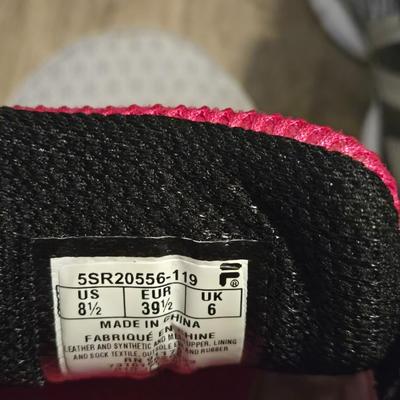 5SR20556-119
US EUR UK
8½ 39½ 6
MADE IN CHINA
FABRIQUÉ EN CHINE
LEATHER AND SYNTHETIC UPPER, LINING
AND SOCK TEXTILE, RUBBER
RN